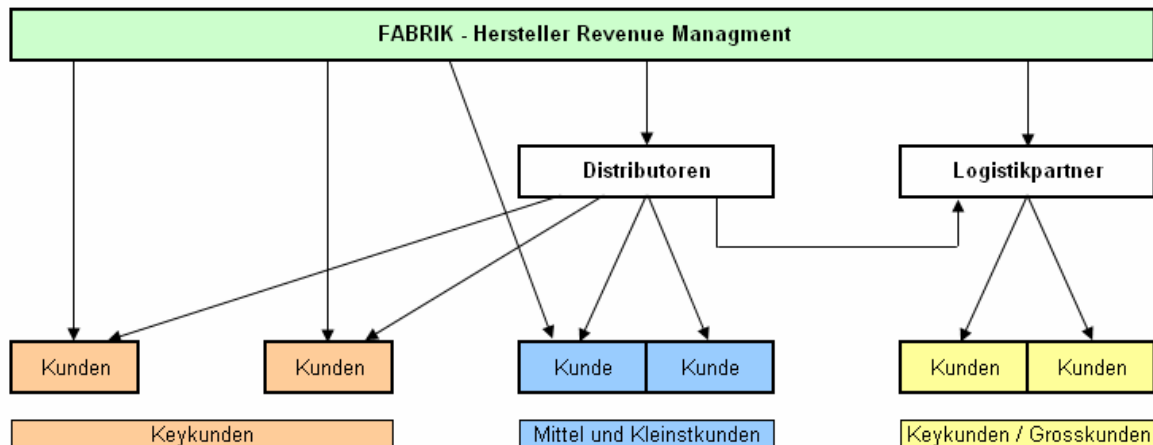 FABRIK - Hersteller Revenue Managment
Distributoren
Logistikpartner
Kunden
Kunden
Kunde
Kunde
Kunden
Kunden
Keykunden
Mittel und Kleinstkunden
Keykunden / Grosskunden